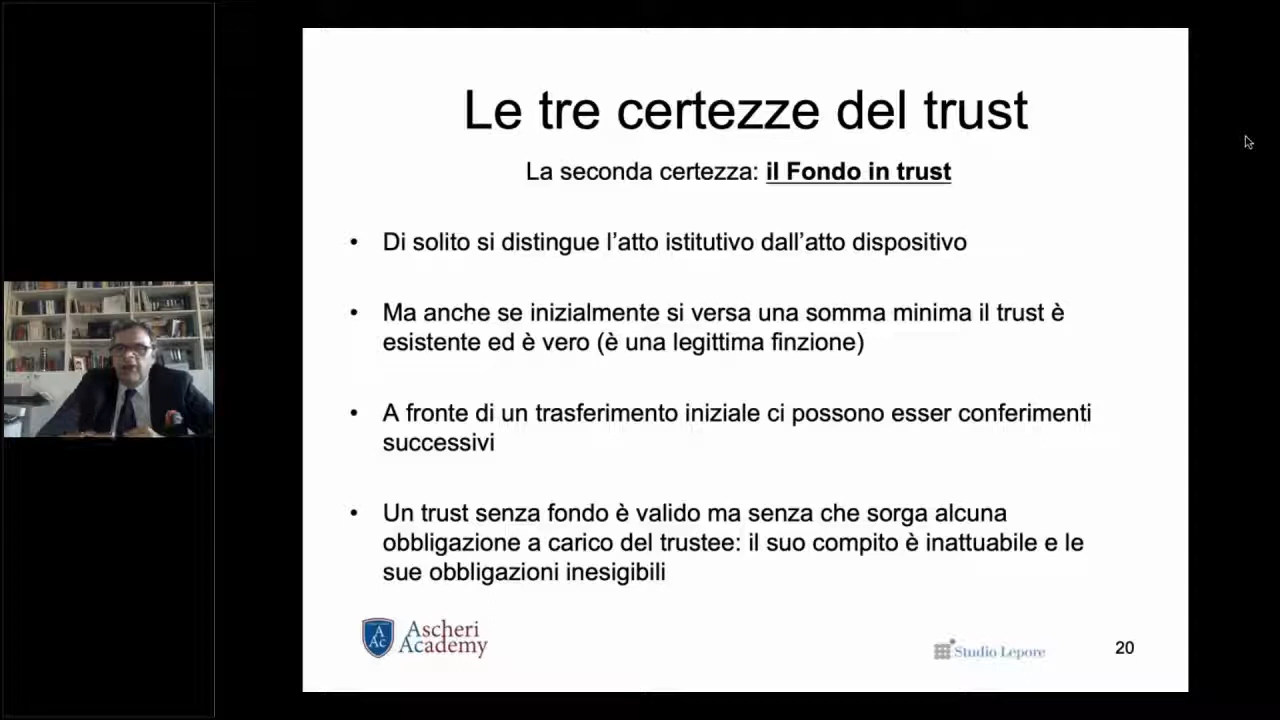 Le tre certezze del trust
La seconda certezza: il Fondo in trust
• Di solito si distingue l’atto istitutivo dall’atto dispositivo
• Ma anche se inizialmente si versa una somma minima il trust è
esistente ed è vero (è una legittima finzione)
• A fronte di un trasferimento iniziale ci possono esser conferimenti
successivi
• Un trust senza fondo è valido ma senza che sorga alcuna
obbligazione a carico del trustee: il suo compito è inattuabile e le
sue obbligazioni inesigibili
A
Ac
Ascheri
Academy
Studio Lepore
20